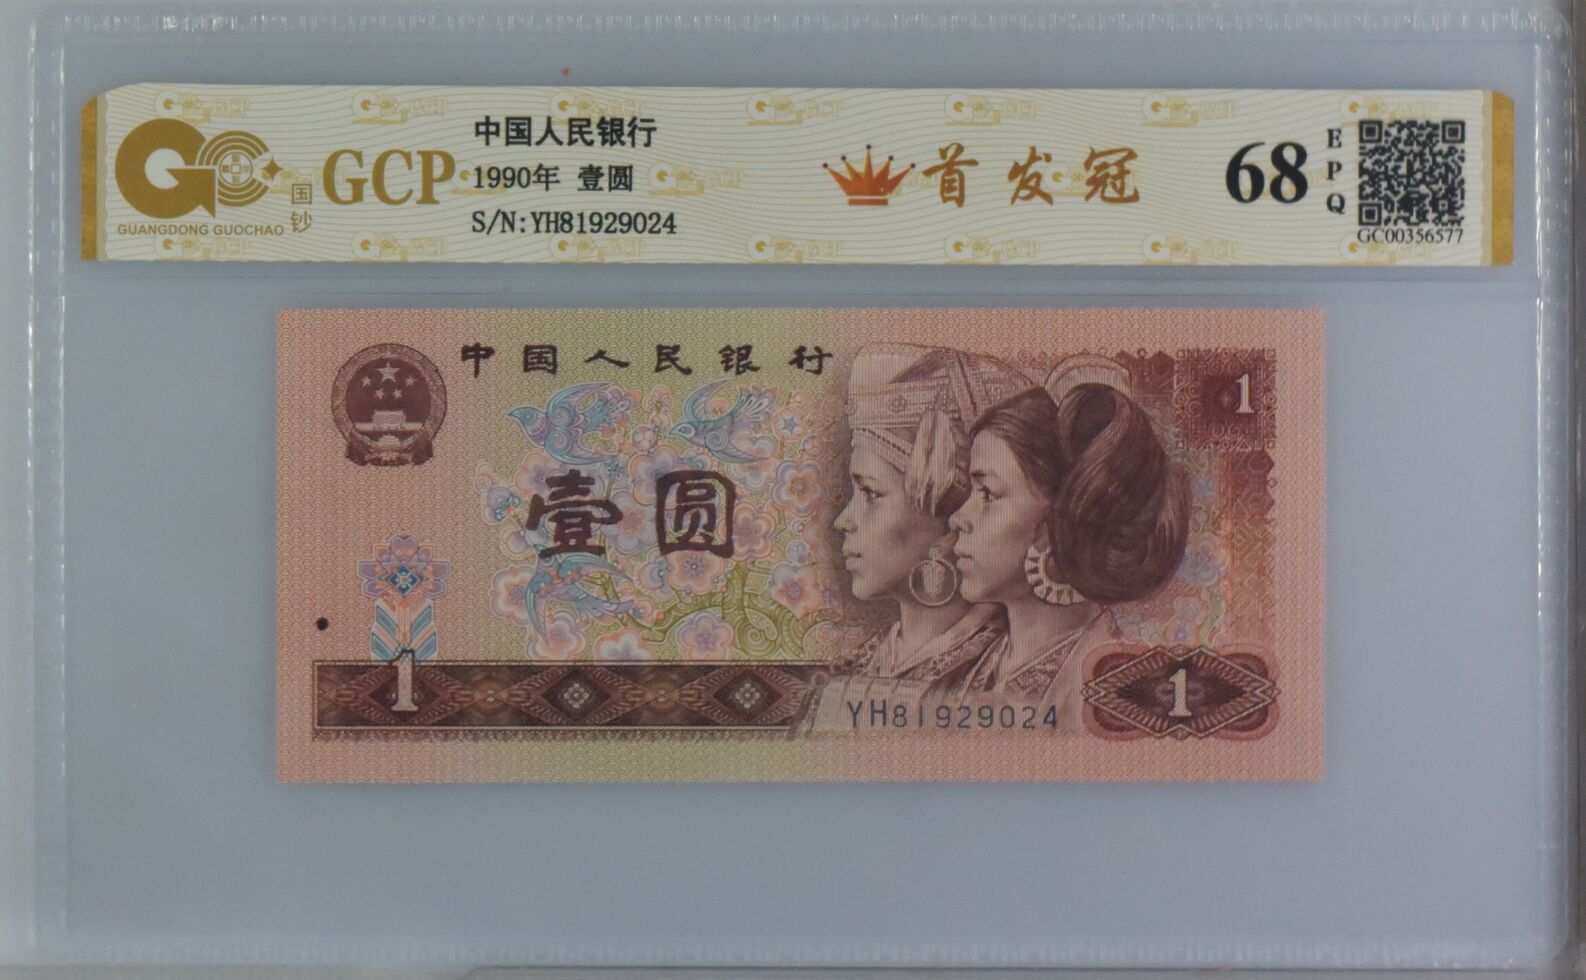 GUANGDONG GUOCHAO
国钞
GCP
中国人民银行
1990年 壹圆
S/N:YH81929024
首发冠
68
EPQ
GC00356577
中国人民银行
1
壹圆
1
YH81929024
1